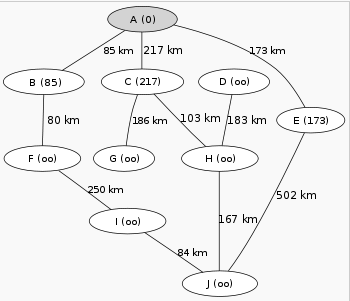 A (0)
85 km
217 km
173 km
B (85)
C (217)
D (oo)
80 km
186 km
103 km
183 km
E (173)
F (oo)
G (oo)
H (oo)
250 km
502 km
I (oo)
167 km
84 km
J (oo)